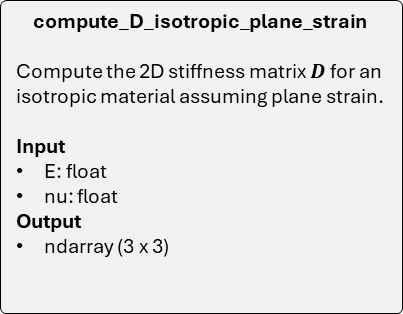 compute_D_isotropic_plane_strain
Compute the 2D stiffness matrix D for an
isotropic material assuming plane strain.
Input
• E: float
• nu: float
Output
• ndarray (3 x 3)